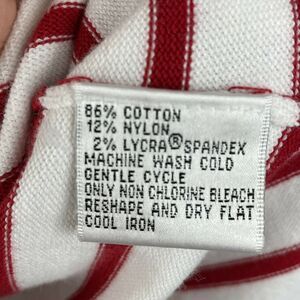 86% COTTON
12% NYLON
2% LYCRA® SPANDEX
MACHINE WASH COLD
GENTLE CYCLE
ONLY NON CHLORINE BLEACH
RESHAPE AND DRY FLAT
COOL IRON